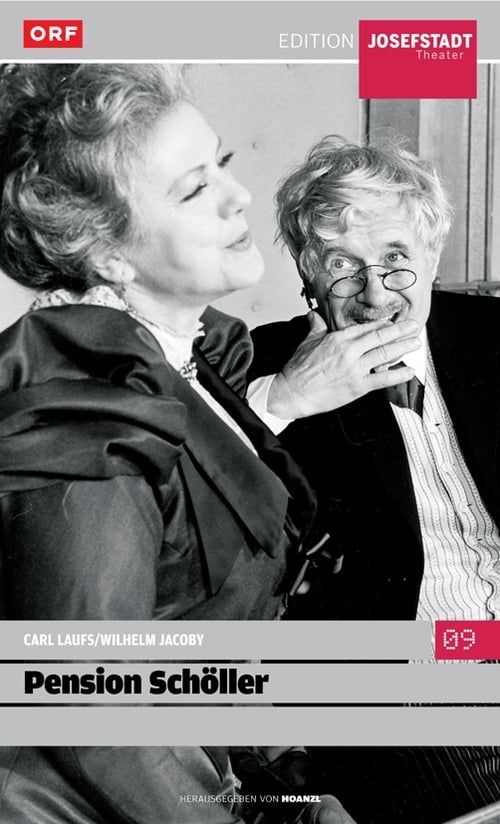 ORF
EDITION
JOSEFSTADT
Theater
CARL LAUFS/WILHELM JACOBY
09
Pension Schöller
HERAUSGEGEBEN VON HOANZL